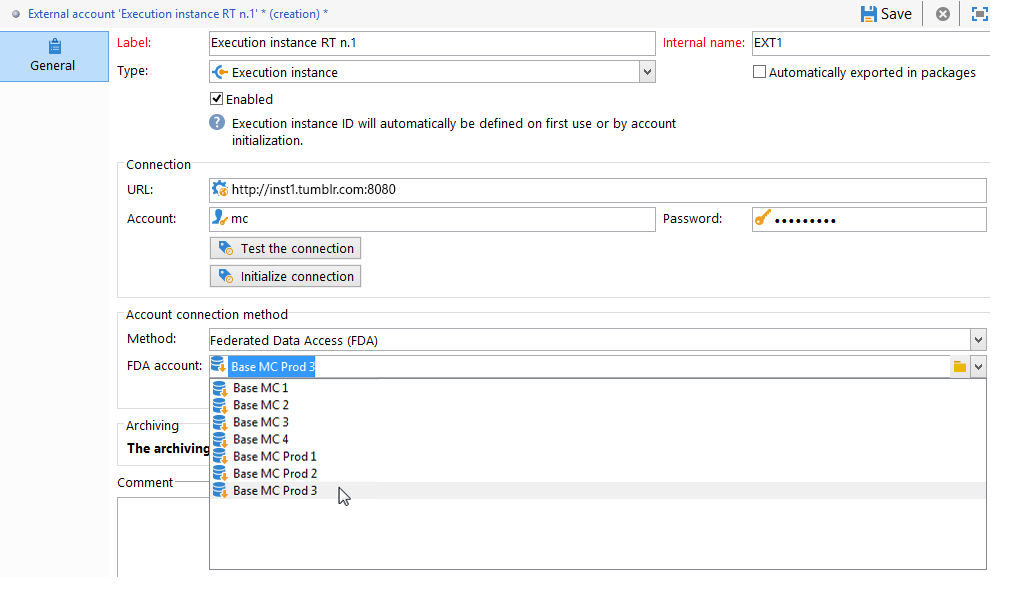 External account 'Execution instance RT n.1' * (creation) *
Save
General
Label:
Execution instance RT n.1
Internal name:
EXT1
Type:
Execution instance
Automatically exported in packages
Enabled
Execution instance ID will automatically be defined on first use or by account
initialization.
Connection
URL:
http://inst1.tumblr.com:8080
Account:
mc
Password:
•••••••••
Test the connection
Initialize connection
Account connection method
Method:
Federated Data Access (FDA)
FDA account:
Base MC Prod 3
Base MC 1
Base MC 2
Base MC 3
Base MC 4
Base MC Prod 1
Base MC Prod 2
Base MC Prod 3
Archiving
The archiving
Comment